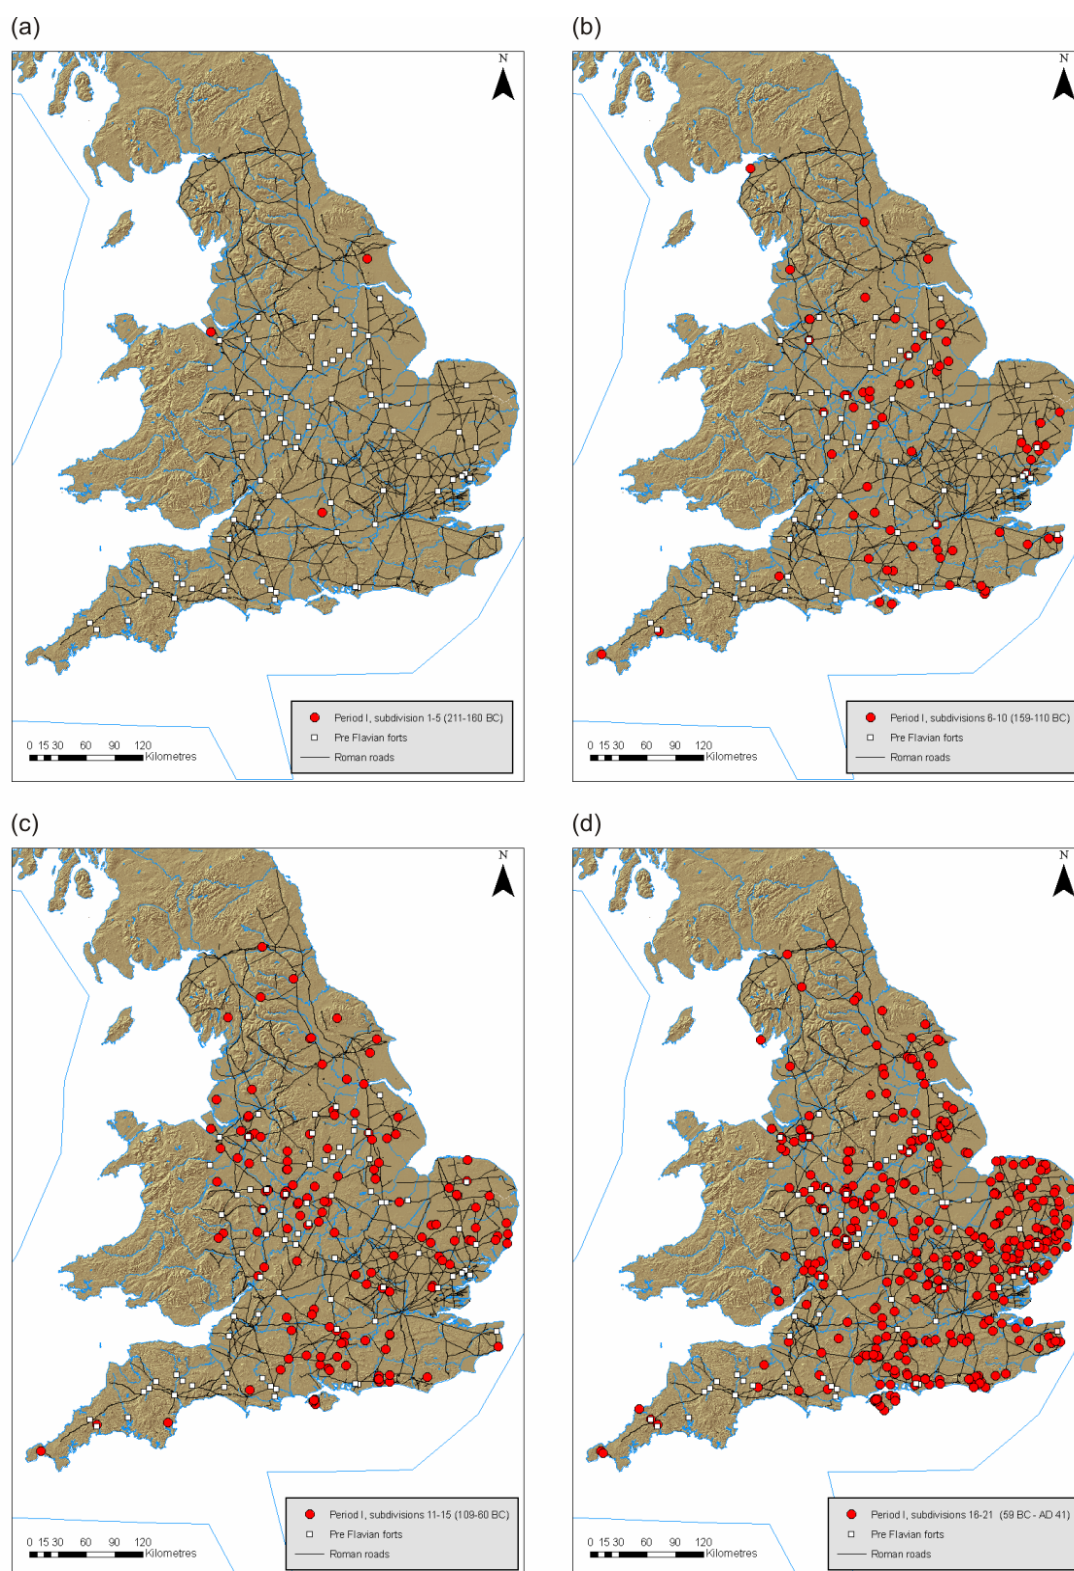 (a)
(b)
N
N
Period I, subdivision 1-5 (211-160 BC)
Pre Flavian forts
Roman roads
0 15 30 60 90 120
Kilometres
Period I, subdivisions 6-10 (159-110 BC)
Pre Flavian forts
Roman roads
0 15 30 60 90 120
Kilometres
(c)
(d)
N
N
Period I, subdivisions 11-15 (109-60 BC)
Pre Flavian forts
Roman roads
0 15 30 60 90 120
Kilometres
Period I, subdivisions 16-21 (59 BC - AD 41)
Pre Flavian forts
Roman roads
0 15 30 60 90 120
Kilometres